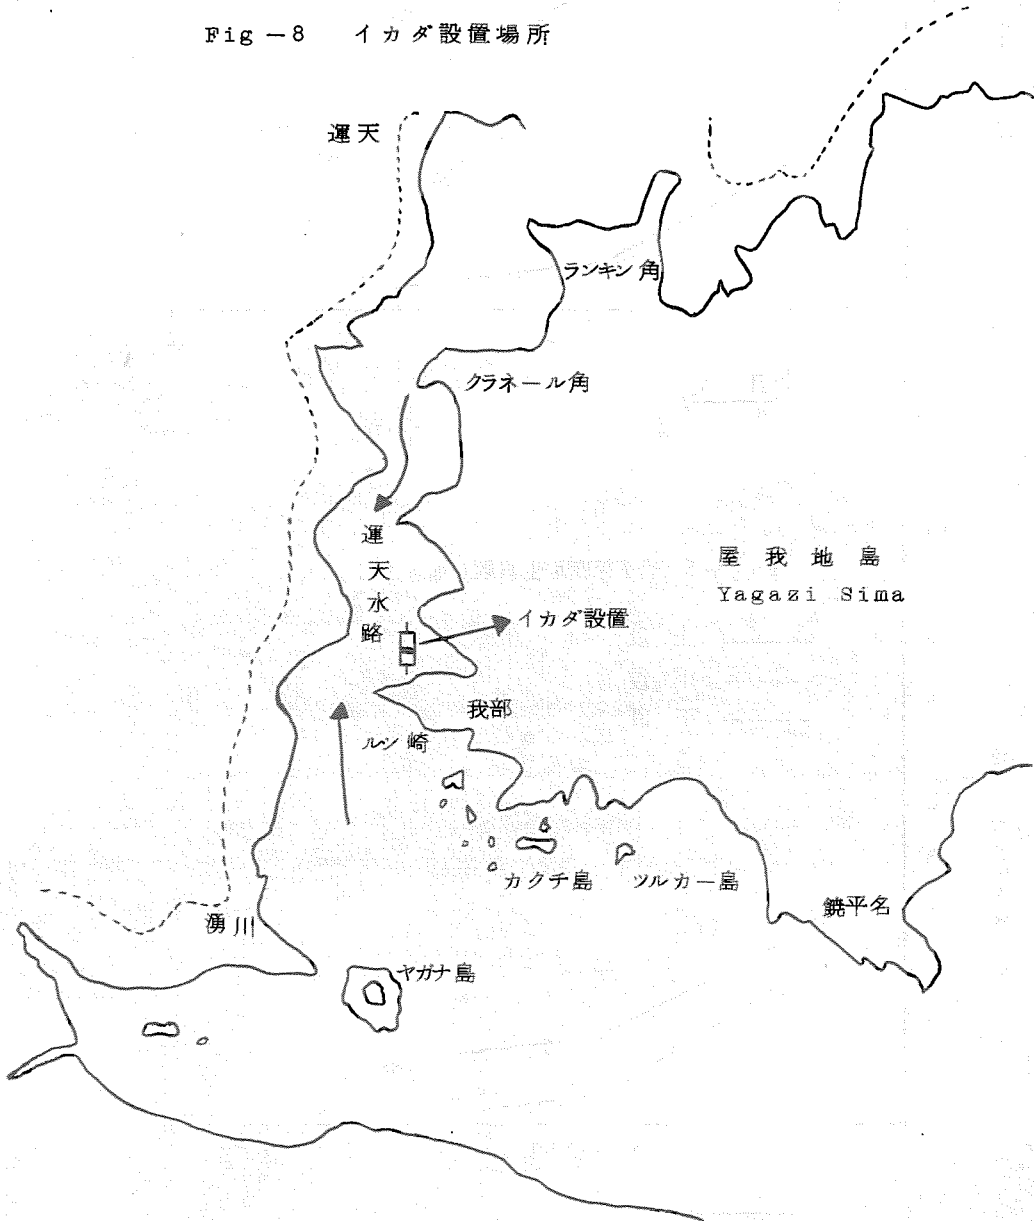 Fig－8　イカダ設置場所
運天
ランキン角
クラネール角
運天水路
屋我地島
Yagazi Sima
イカダ設置
我部
ルン崎
カクチ島
ツルカー島
饒平名
湧川
ヤガナ島